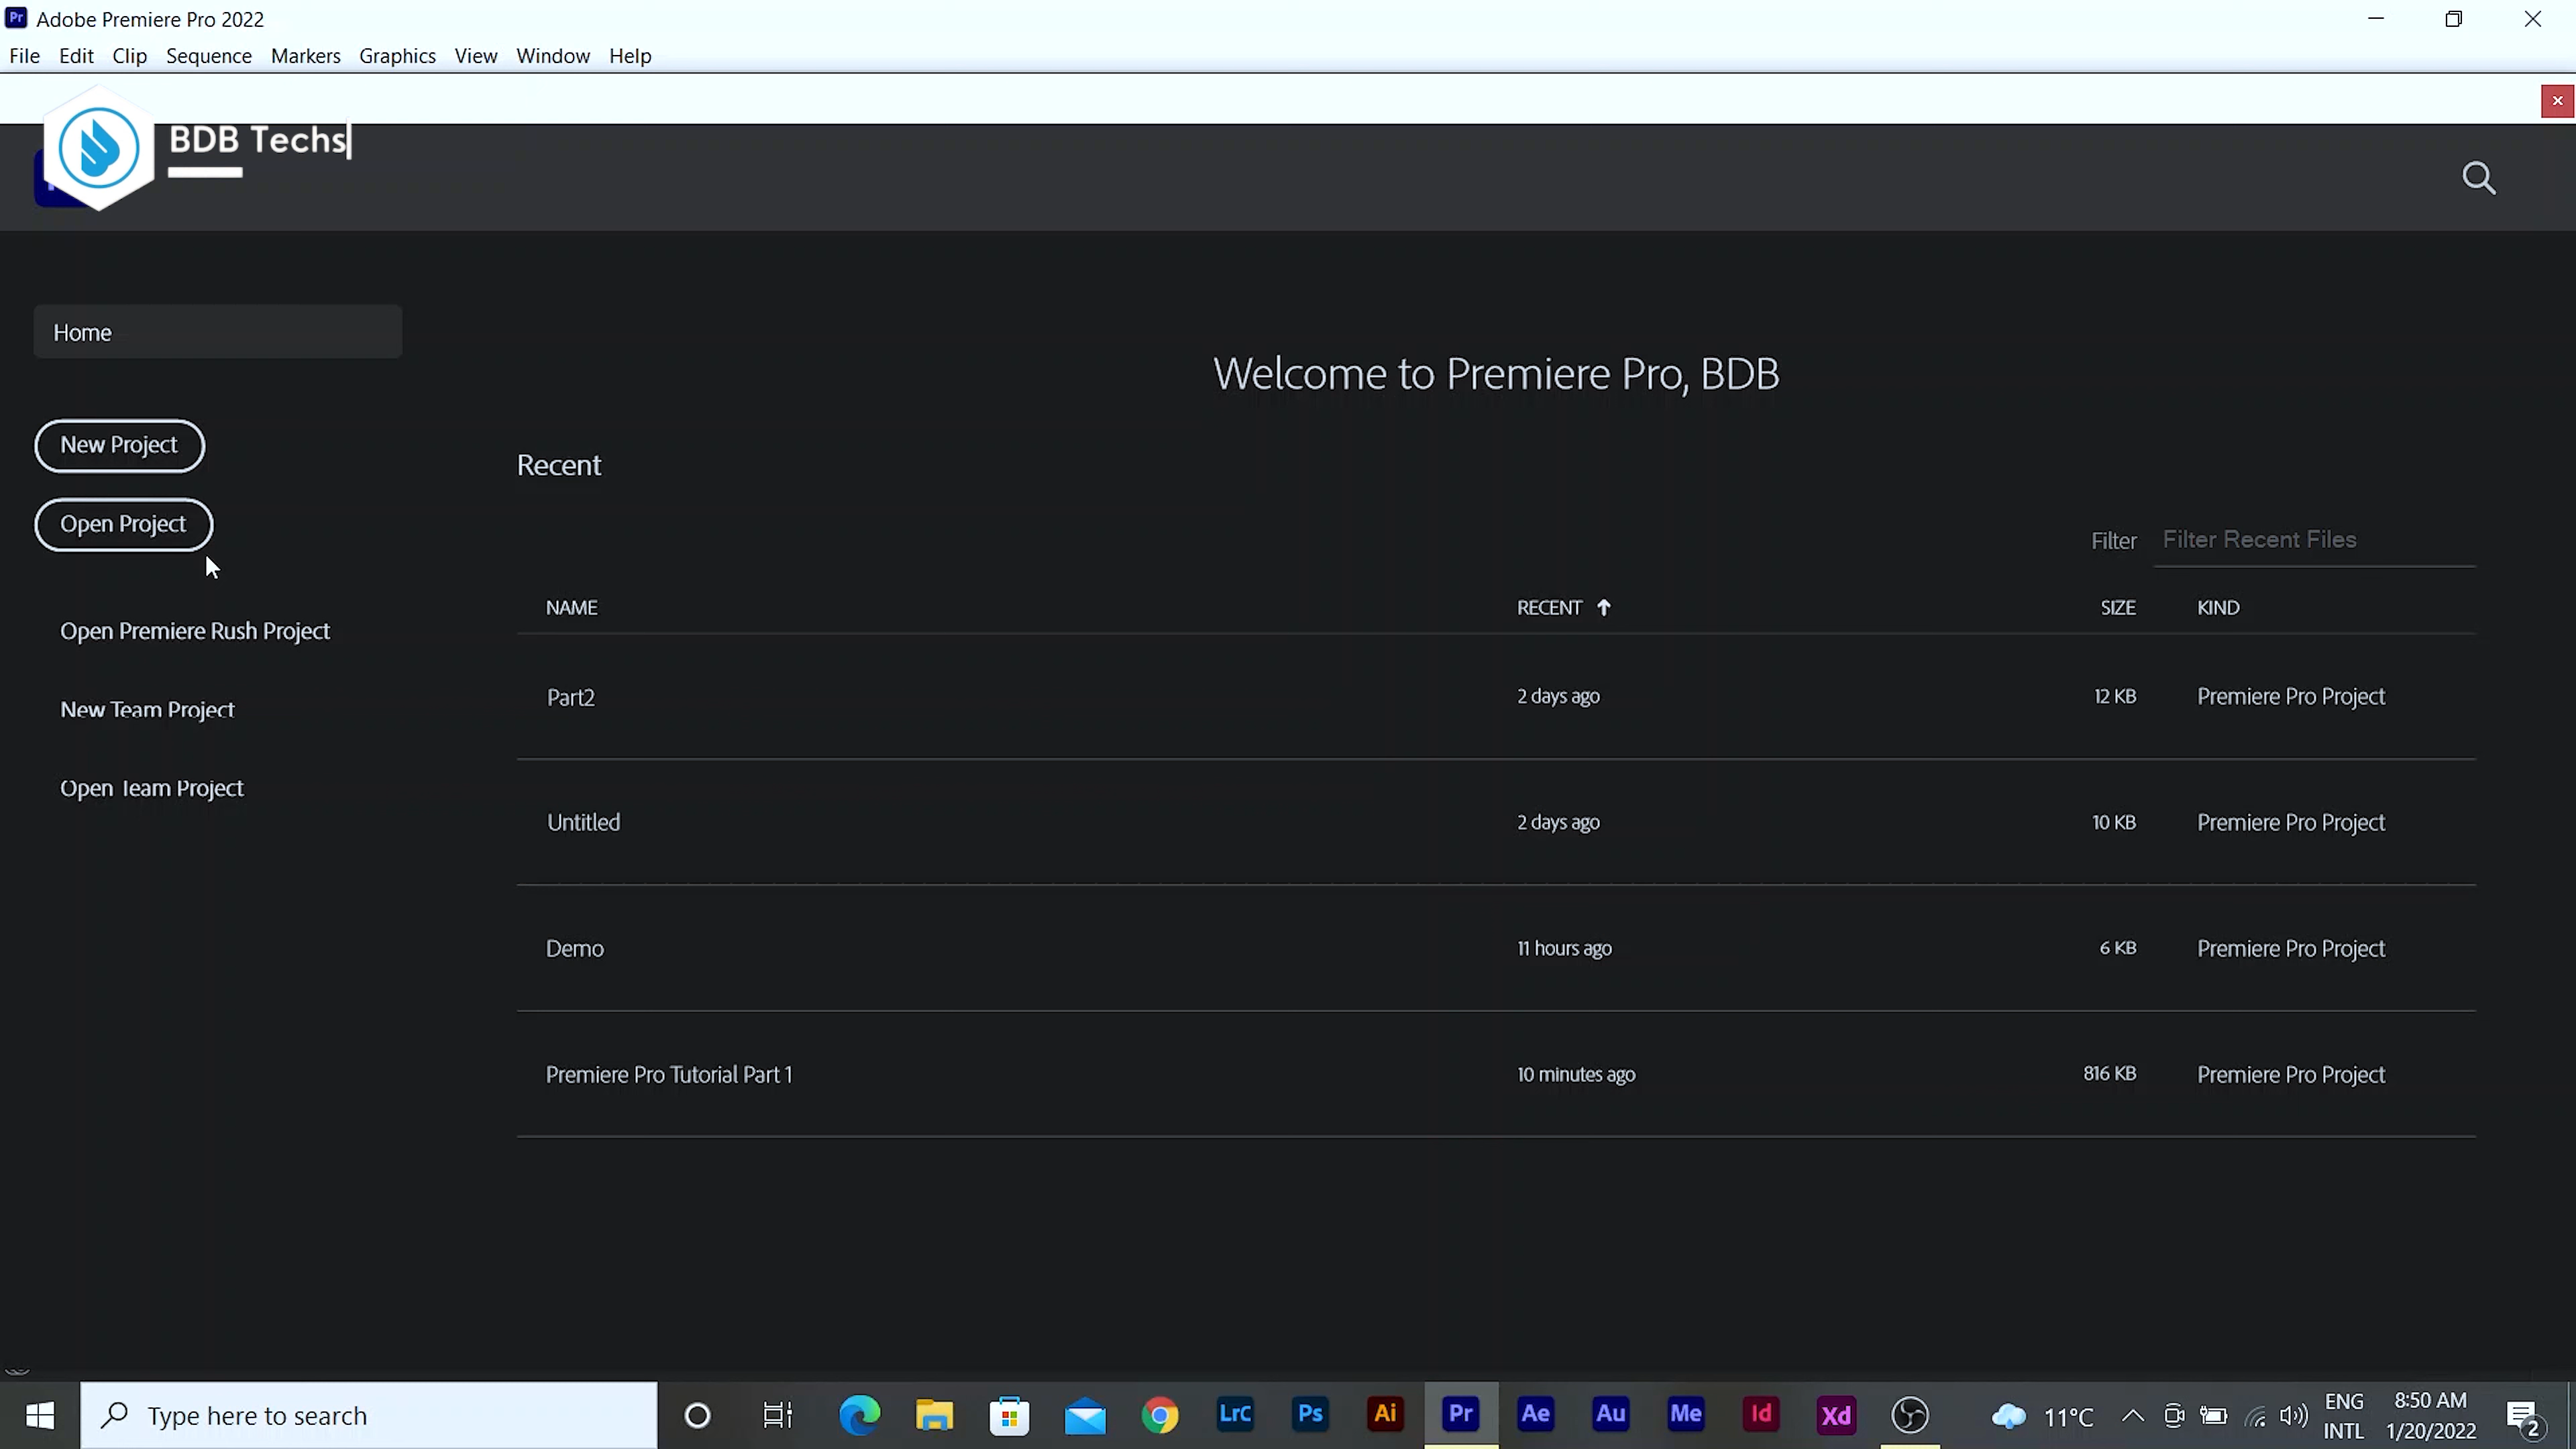 Pr Adobe Premiere Pro 2022
File Edit Clip Sequence Markers Graphics View Window Help
BDB Techs
Home
Welcome to Premiere Pro, BDB
New Project
Recent
Open Project
Filter Filter Recent Files
NAME RECENT SIZE KIND
Open Premiere Rush Project
Part2 2 days ago 12 KB Premiere Pro Project
New Team Project
Open Team Project
Untitled 2 days ago 10 KB Premiere Pro Project
Demo 11 hours ago 6 KB Premiere Pro Project
Premiere Pro Tutorial Part 1 10 minutes ago 816 KB Premiere Pro Project
Type here to search
LrC Ps Ai Pr Ae Au Me Id Xd
11°C
ENG
INTL
8:50 AM
1/20/2022
2